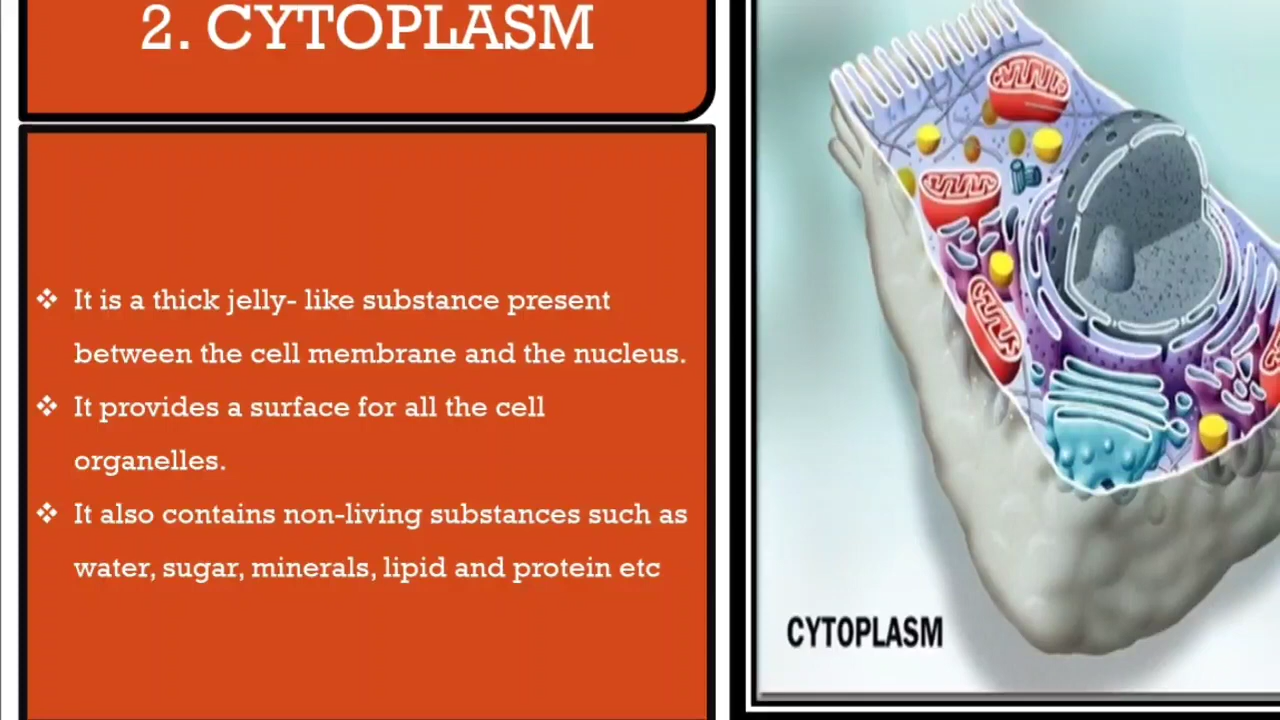 2. CYTOPLASM
❖ It is a thick jelly- like substance present
between the cell membrane and the nucleus.
❖ It provides a surface for all the cell
organelles.
❖ It also contains non-living substances such as
water, sugar, minerals, lipid and protein etc
CYTOPLASM